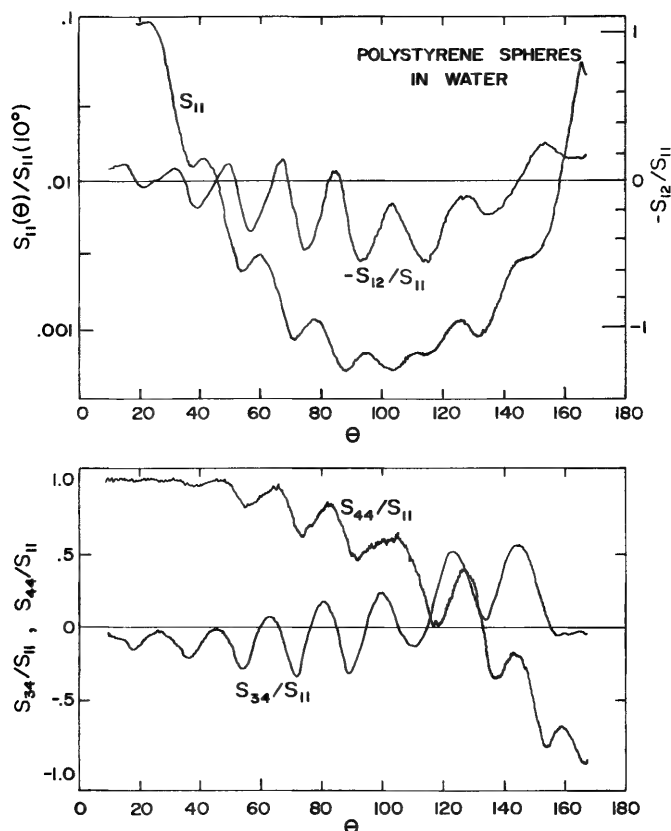 .1
.01
.001
S₁₁(θ)/S₁₁(10°)
POLYSTYRENE SPHERES
IN WATER
S₁₁
-S₁₂/S₁₁
1
0
-1
-S₁₂/S₁₁
0 20 40 60 80 100 120 140 160 180
θ
1.0
.5
0
-.5
-1.0
S₃₄/S₁₁ , S₄₄/S₁₁
S₄₄/S₁₁
S₃₄/S₁₁
0 20 40 60 80 100 120 140 160 180
θ